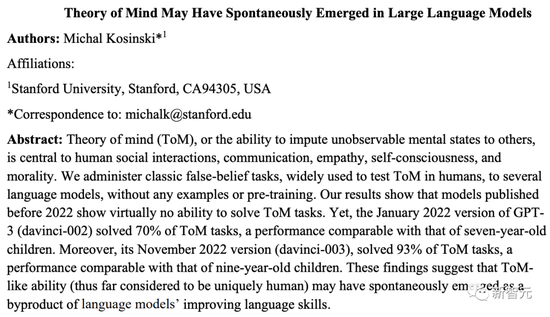 Theory of Mind May Have Spontaneously Emerged in Large Language Models
Authors: Michal Kosinski*1
Affiliations:
1Stanford University, Stanford, CA94305, USA
*Correspondence to: michalk@stanford.edu
Abstract: Theory of mind (ToM), or the ability to impute unobservable mental states to others,
is central to human social interactions, communication, empathy, self-consciousness, and
morality. We administer classic false-belief tasks, widely used to test ToM in humans, to several
language models, without any examples or pre-training. Our results show that models published
before 2022 show virtually no ability to solve ToM tasks. Yet, the January 2022 version of GPT-
3 (davinci-002) solved 70% of ToM tasks, a performance comparable with that of seven-year-old
children. Moreover, its November 2022 version (davinci-003), solved 93% of ToM tasks, a
performance comparable with that of nine-year-old children. These findings suggest that ToM-
like ability (thus far considered to be uniquely human) may have spontaneously emerged as a
byproduct of language models' improving language skills.
新智元